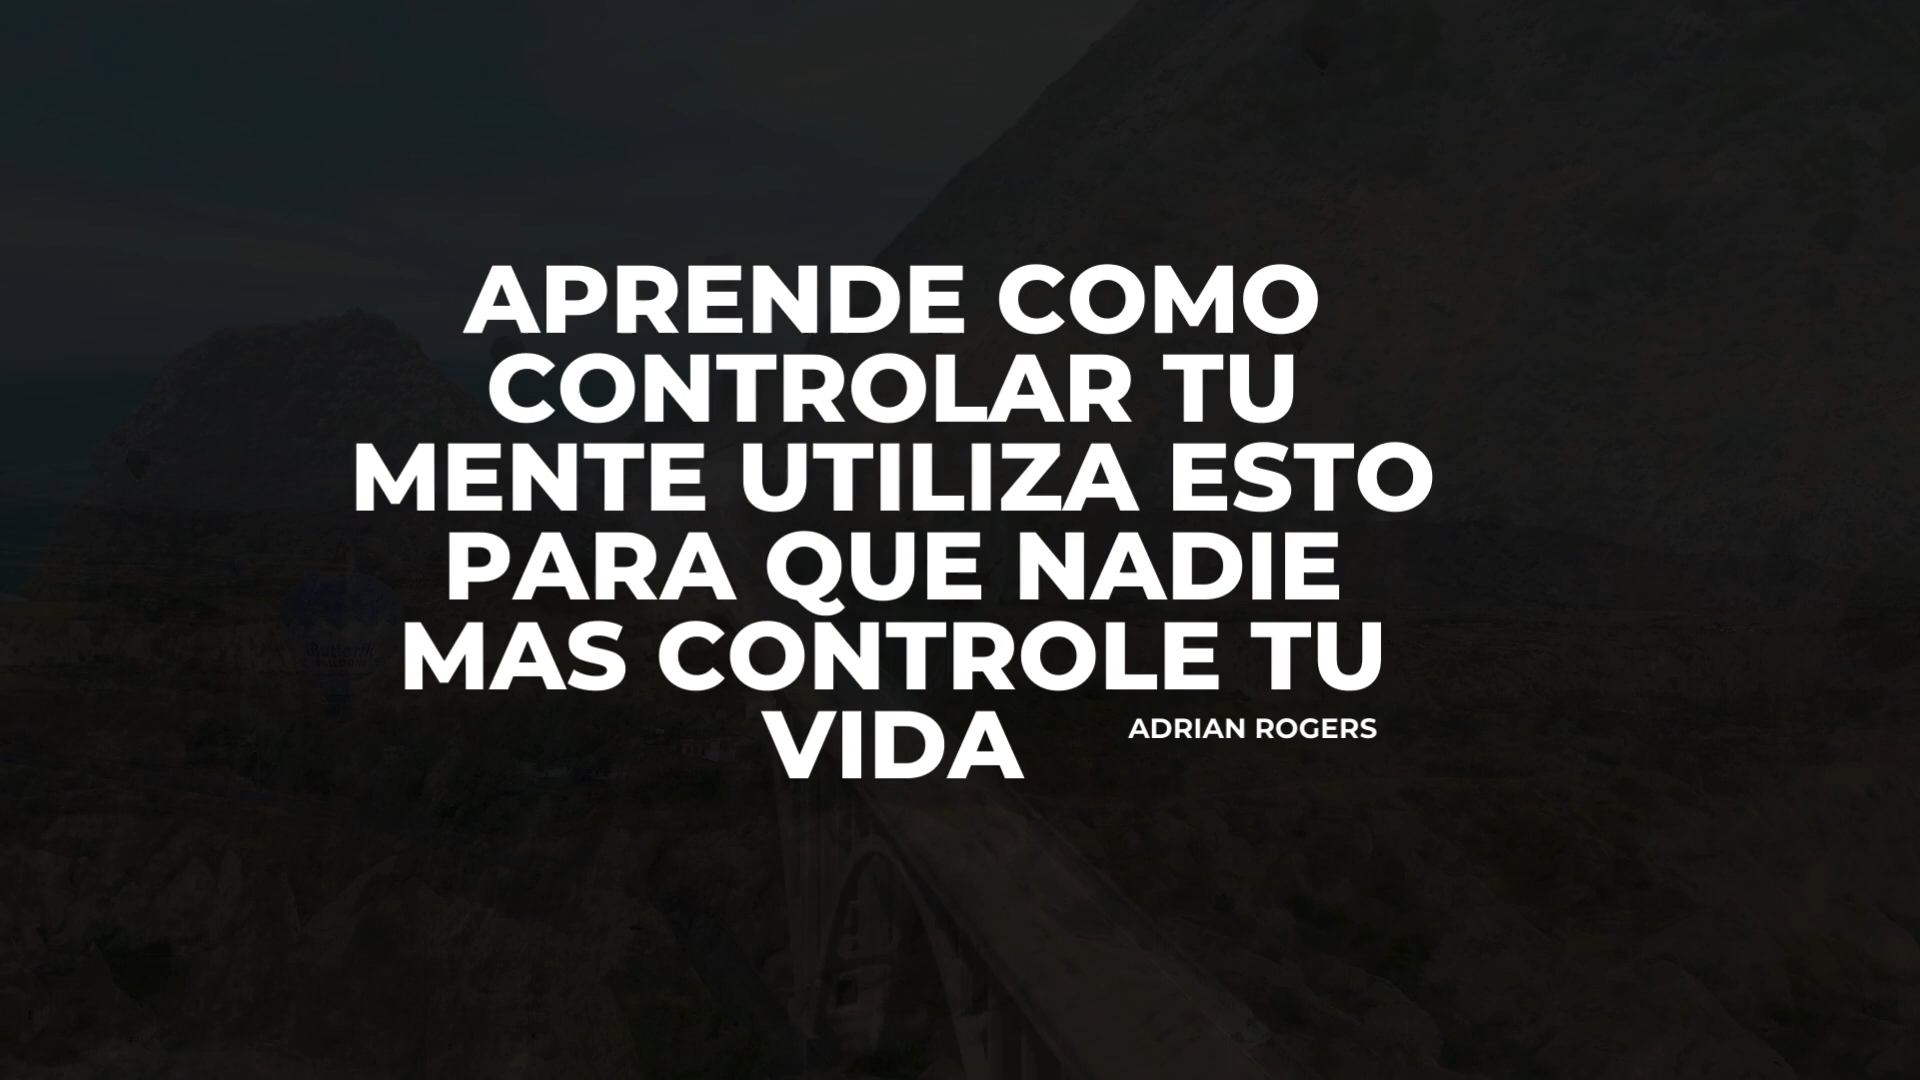 APRENDE COMO
CONTROLAR TU
MENTE UTILIZA ESTO
PARA QUE NADIE
MAS CONTROLE TU
VIDA
ADRIAN ROGERS